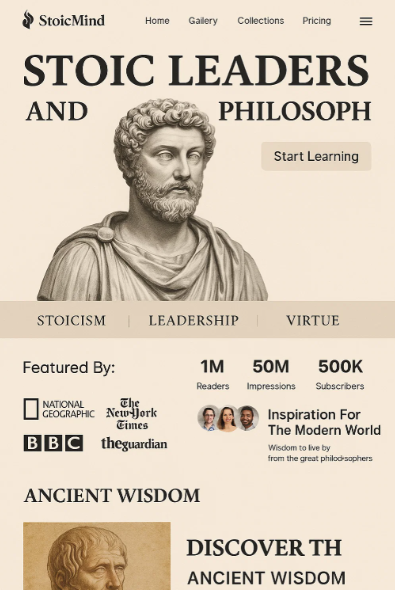 StoicMind
Home Gallery Collections Pricing
STOIC LEADERS
AND PHILOSOPH
Start Learning
STOICISM | LEADERSHIP | VIRTUE
Featured By:
1M 50M 500K
Readers Impressions Subscribers
NATIONAL
GEOGRAPHIC
The
New York
Times
BBC
theguardian
Inspiration For
The Modern World
Wisdom to live by
from the great philodsophers
ANCIENT WISDOM
DISCOVER TH
ANCIENT WISDOM